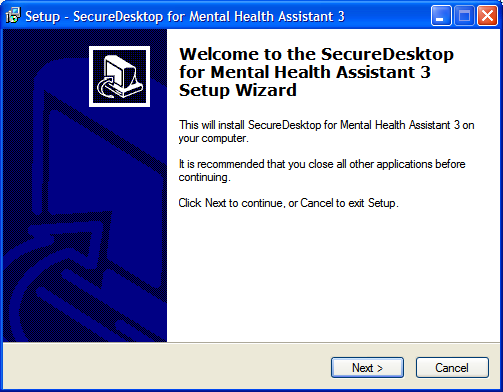 Setup - SecureDesktop for Mental Health Assistant 3
Welcome to the SecureDesktop
for Mental Health Assistant 3
Setup Wizard
This will install SecureDesktop for Mental Health Assistant 3 on
your computer.
It is recommended that you close all other applications before
continuing.
Click Next to continue, or Cancel to exit Setup.
Next >
Cancel